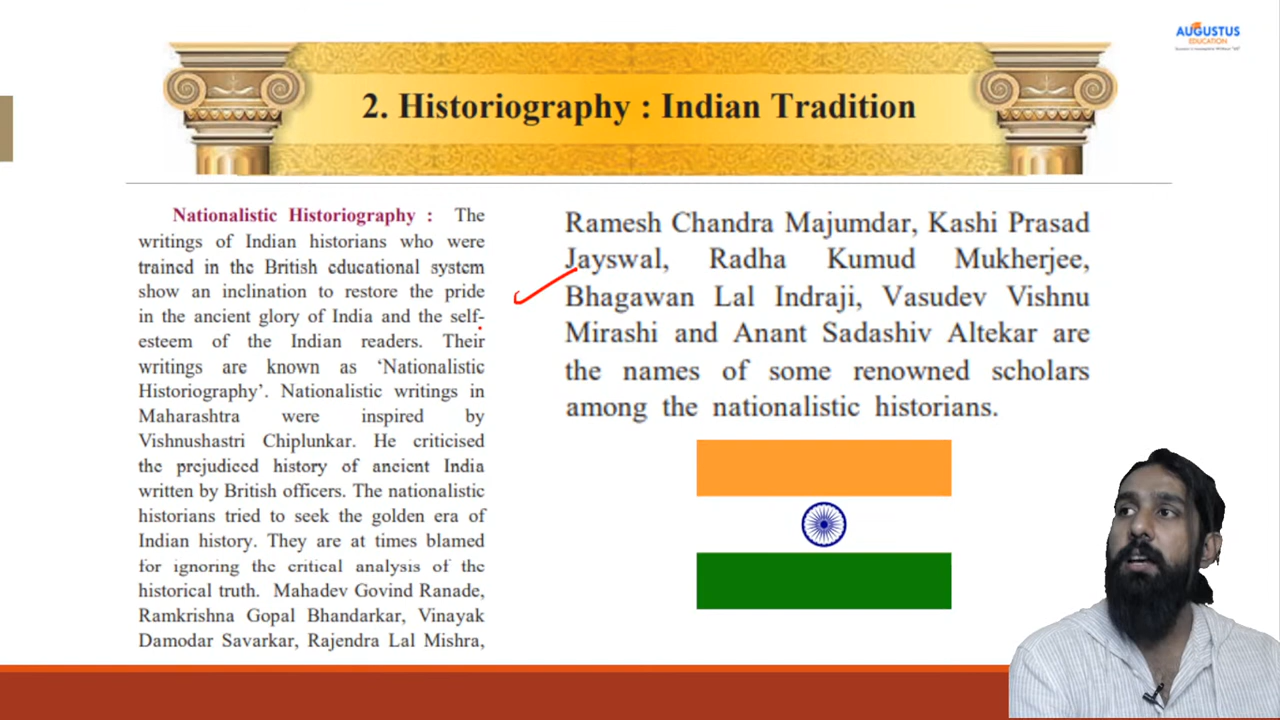 AUGUSTUS
EDUCATION
2. Historiography : Indian Tradition
Nationalistic Historiography : The
writings of Indian historians who were
trained in the British educational system
show an inclination to restore the pride
in the ancient glory of India and the self-
esteem of the Indian readers. Their
writings are known as ‘Nationalistic
Historiography’. Nationalistic writings in
Maharashtra were inspired by
Vishnushastri Chiplunkar. He criticised
the prejudiced history of ancient India
written by British officers. The nationalistic
historians tried to seek the golden era of
Indian history. They are at times blamed
for ignoring the critical analysis of the
historical truth. Mahadev Govind Ranade,
Ramkrishna Gopal Bhandarkar, Vinayak
Damodar Savarkar, Rajendra Lal Mishra,
Ramesh Chandra Majumdar, Kashi Prasad
Jayswal, Radha Kumud Mukherjee,
Bhagawan Lal Indraji, Vasudev Vishnu
Mirashi and Anant Sadashiv Altekar are
the names of some renowned scholars
among the nationalistic historians.